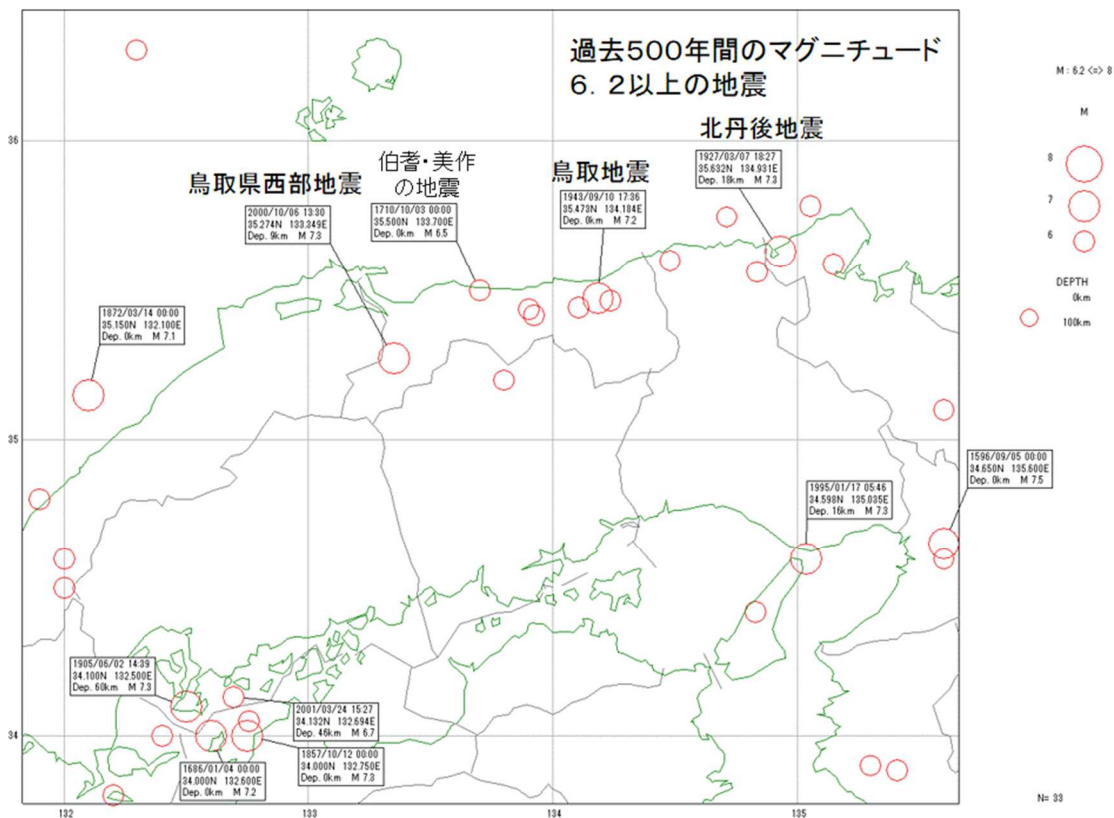 過去500年間のマグニチュード
6．2以上の地震
M : 6.2 <=> 8
M
8
7
6
DEPTH
0km
100km
N= 33
北丹後地震
1927/03/07 18:27
35.632N 134.931E
Dep. 18km M 7.3
伯耆・美作
の地震
1710/10/03 00:00
35.500N 133.700E
Dep. 0km M 6.5
鳥取地震
1943/09/10 17:36
35.473N 134.184E
Dep. 0km M 7.2
鳥取県西部地震
2000/10/06 13:30
35.274N 133.349E
Dep. 9km M 7.3
1872/03/14 00:00
35.150N 132.100E
Dep. 0km M 7.1
1596/09/05 00:00
34.650N 135.600E
Dep. 0km M 7.5
1995/01/17 05:46
34.598N 135.035E
Dep. 16km M 7.3
1905/06/02 14:39
34.100N 132.500E
Dep. 60km M 7.3
2001/03/24 15:27
34.132N 132.694E
Dep. 46km M 6.7
1857/10/12 00:00
34.000N 132.750E
Dep. 0km M 7.3
1686/01/04 00:00
34.000N 132.600E
Dep. 0km M 7.2
36
35
34
132
133
134
135